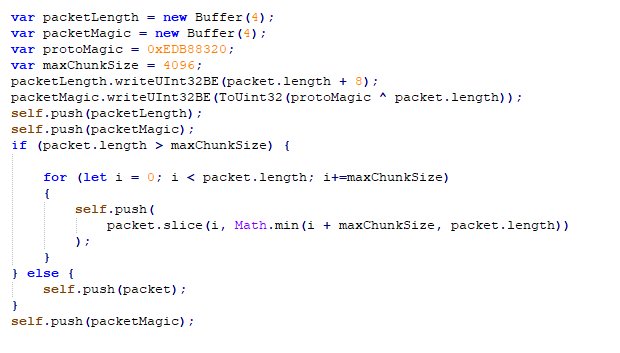 var packetLength = new Buffer(4);
var packetMagic = new Buffer(4);
var protoMagic = 0xEDB88320;
var maxChunkSize = 4096;
packetLength.writeUInt32BE(packet.length + 8);
packetMagic.writeUInt32BE(ToUint32(protoMagic ^ packet.length));
self.push(packetLength);
self.push(packetMagic);
if (packet.length > maxChunkSize) {
for (let i = 0; i < packet.length; i+=maxChunkSize)
{
self.push(
packet.slice(i, Math.min(i + maxChunkSize, packet.length))
);
}
} else {
self.push(packet);
}
self.push(packetMagic);